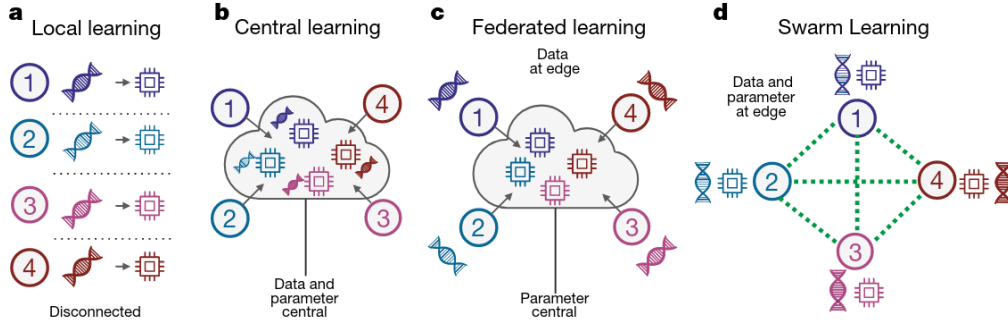 a
Local learning
1
2
3
4
Disconnected
b
Central learning
1
4
2
3
Data and
parameter
central
c
Federated learning
Data
at edge
1
4
2
3
Parameter
central
d
Swarm Learning
Data and
parameter
at edge
1
2
4
3